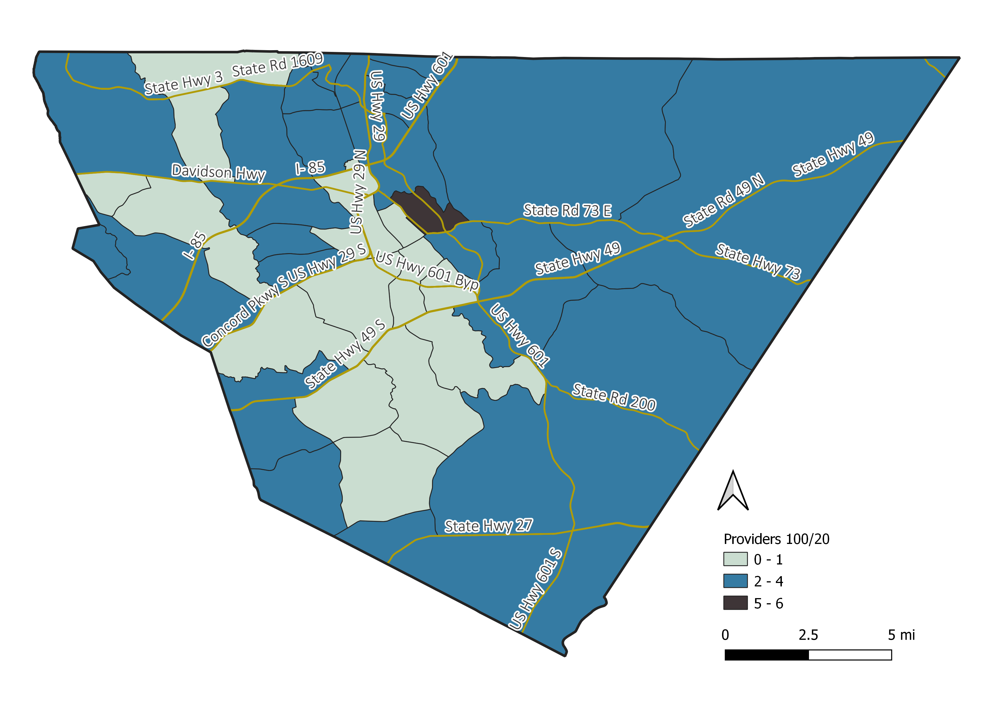 State Hwy 3
State Rd 1609
US Hwy 29
US Hwy 601
State Hwy 49
Davidson Hwy
I- 85
US Hwy 29 N
State Rd 49 N
State Rd 73 E
I- 85
US Hwy 29 S
US Hwy 601 Byp
State Hwy 49
State Hwy 73
Concord Pkwy S
State Hwy 49 S
US Hwy 601
State Rd 200
State Hwy 27
US Hwy 601 S
Providers 100/20
0 - 1
2 - 4
5 - 6
0 2.5 5 mi